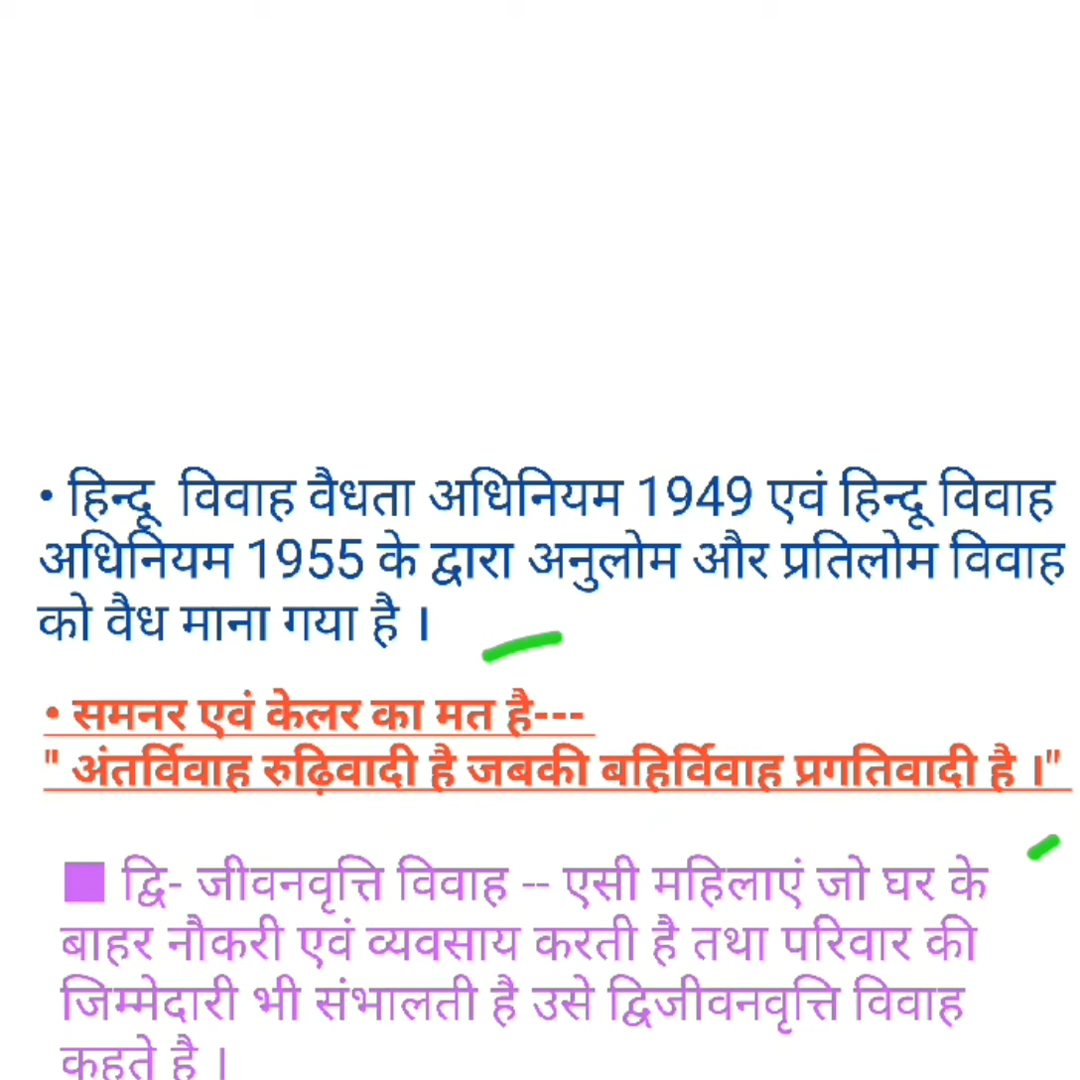 • हिन्दू विवाह वैधता अधिनियम 1949 एवं हिन्दू विवाह
अधिनियम 1955 के द्वारा अनुलोम और प्रतिलोम विवाह
को वैध माना गया है ।
• समनर एवं केलर का मत है---
" अंतर्विवाह रुढ़िवादी है जबकी बहिर्विवाह प्रगतिवादी है ।"
■ द्वि- जीवनवृत्ति विवाह -- एसी महिलाएं जो घर के
बाहर नौकरी एवं व्यवसाय करती है तथा परिवार की
जिम्मेदारी भी संभालती है उसे द्विजीवनवृत्ति विवाह
कहते है ।